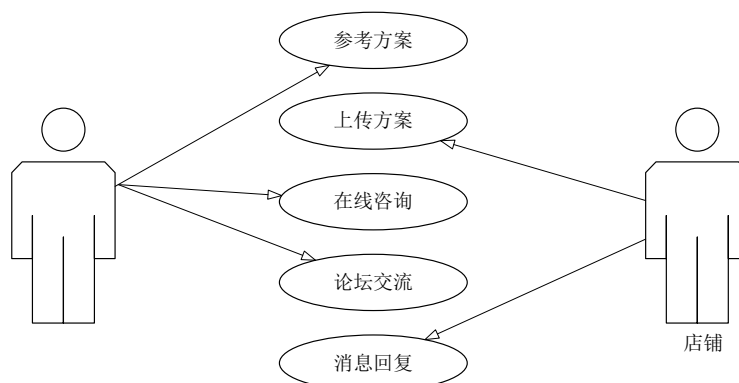 参考方案
上传方案
在线咨询
论坛交流
店铺
消息回复